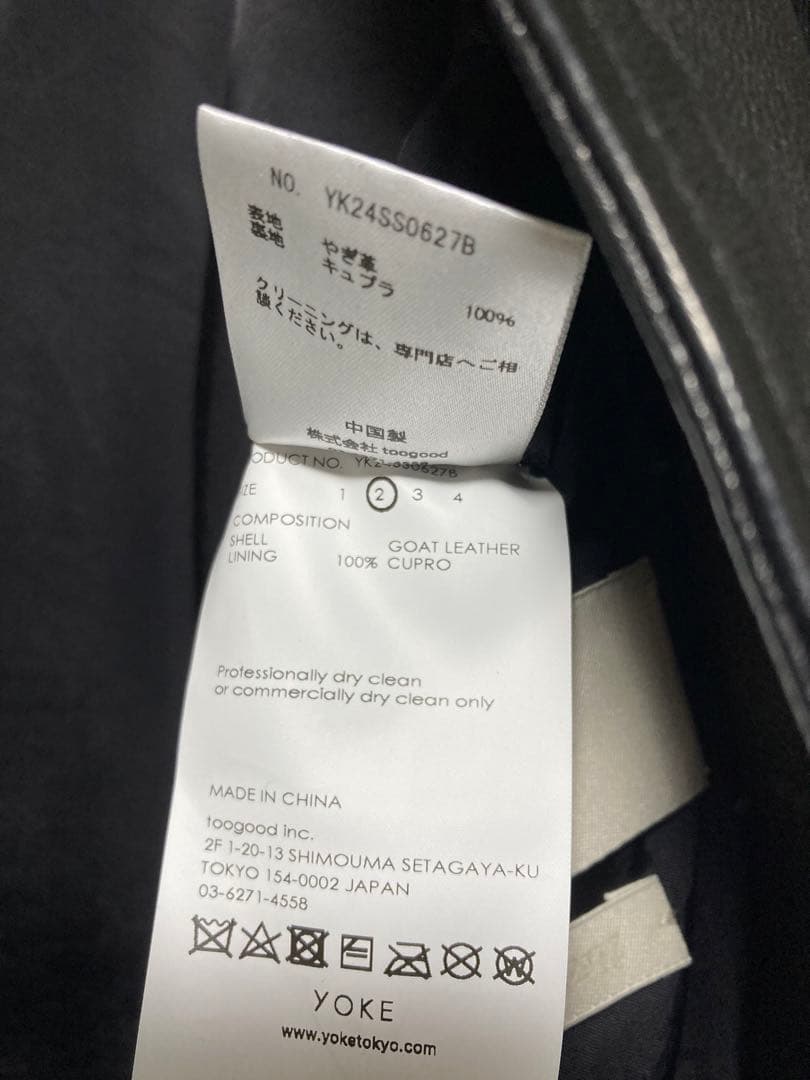 NO. YK24SS0627B
表地 やぎ革
裏地 キュプラ 100%
クリーニングは、専門店へご相
談ください。
中国製
株式会社 toogood
ODUCT NO.
ZE 1 2 3 4
COMPOSITION
SHELL GOAT LEATHER
LINING 100% CUPRO
Professionally dry clean
or commercially dry clean only
MADE IN CHINA
toogood inc.
2F 1-20-13 SHIMOUMA SETAGAYA-KU
TOKYO 154-0002 JAPAN
03-6271-4558
YOKE
www.yoketokyo.com